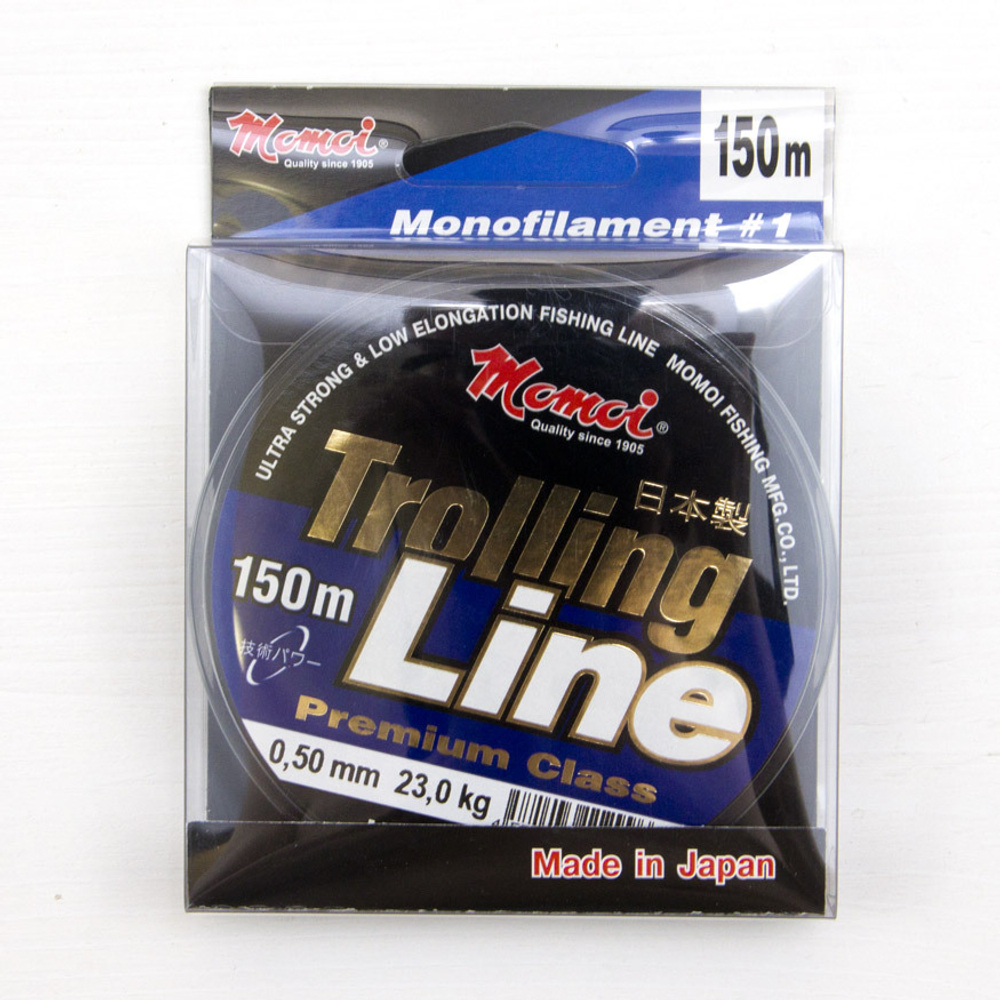 Momoi®
Quality since 1905
150 m
Monofilament #1
ULTRA STRONG & LOW ELONGATION FISHING LINE MOMOI FISHING MFG.CO., LTD.
Momoi®
Quality since 1905
日本製
Trolling
150 m
Line
技術パワー
Premium Class
0,50 mm 23,0 kg
Made in Japan